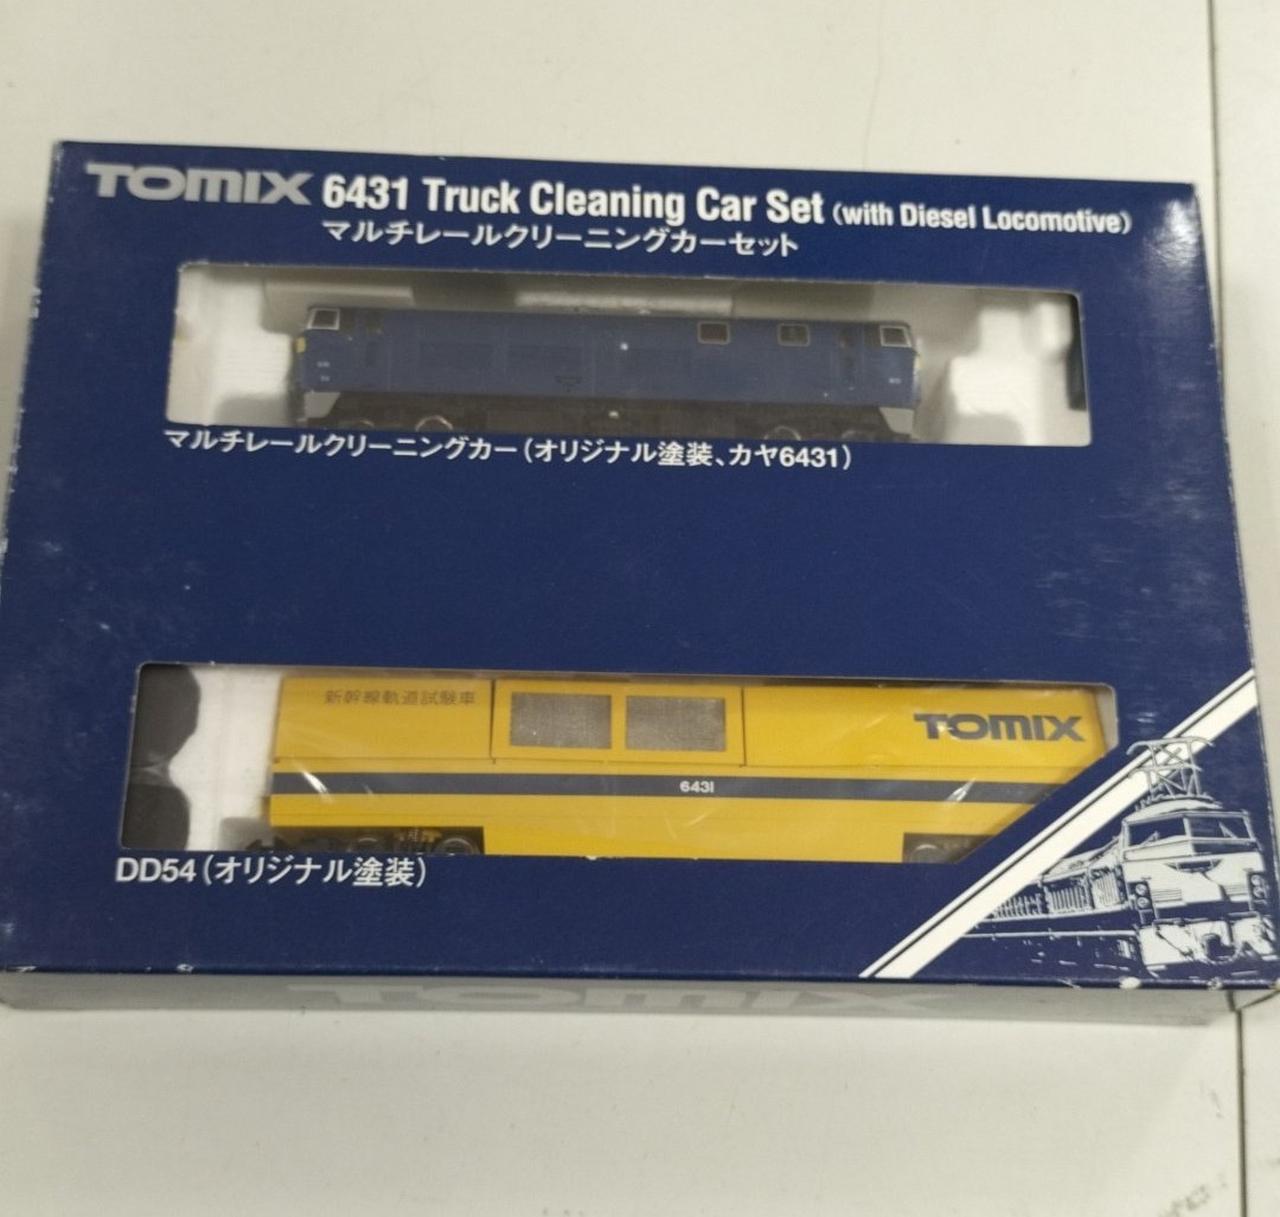 TOMIX 6431 Truck Cleaning Car Set (with Diesel Locomotive)
マルチレールクリーニングカーセット
マルチレールクリーニングカー(オリジナル塗装、カヤ6431)
新幹線軌道試験車
TOMIX
6431
DD54(オリジナル塗装)
TOMIX